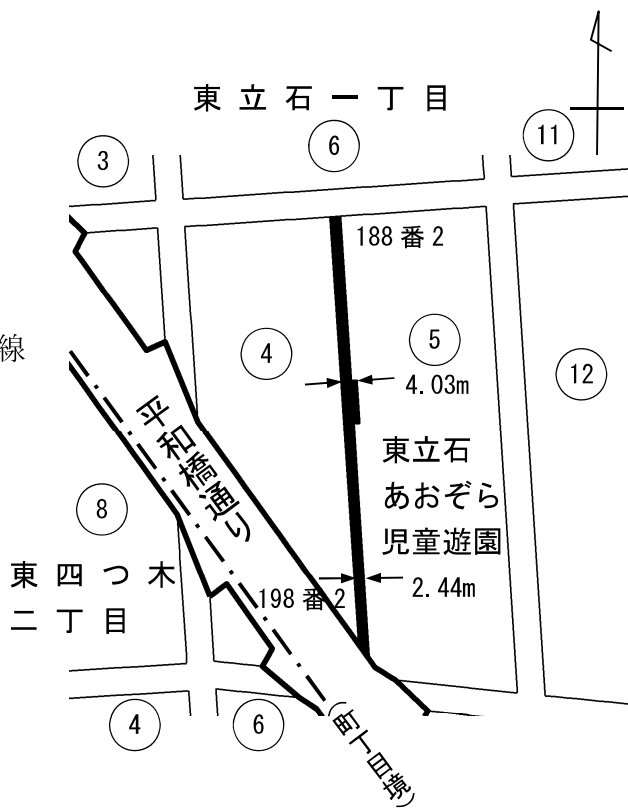 東立石一丁目
3
6
11
188番2
線
4
5
12
4.03m
平和橋通り
東立石
あおぞら
児童遊園
8
東四つ木
二丁目
198番2
2.44m
4
6
(町丁目境)